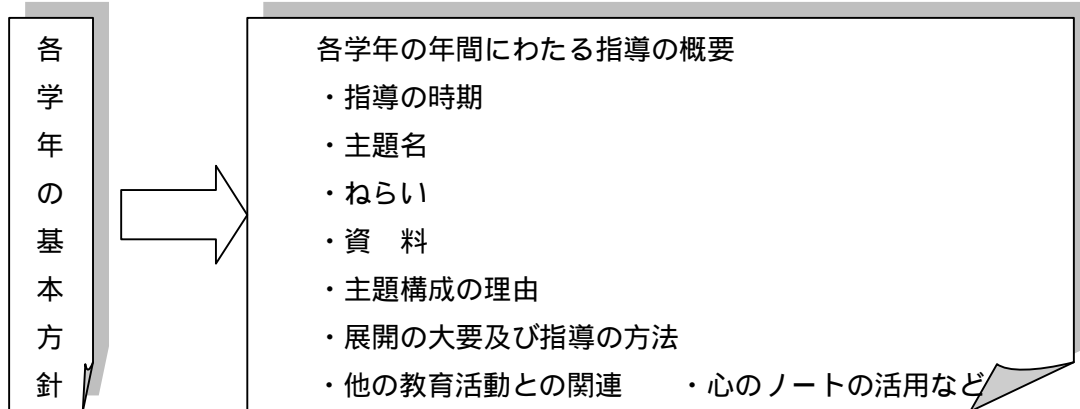 各学年の基本方針
各学年の年間にわたる指導の概要
・指導の時期
・主題名
・ねらい
・資　料
・主題構成の理由
・展開の大要及び指導の方法
・他の教育活動との関連　　・心のノートの活用など